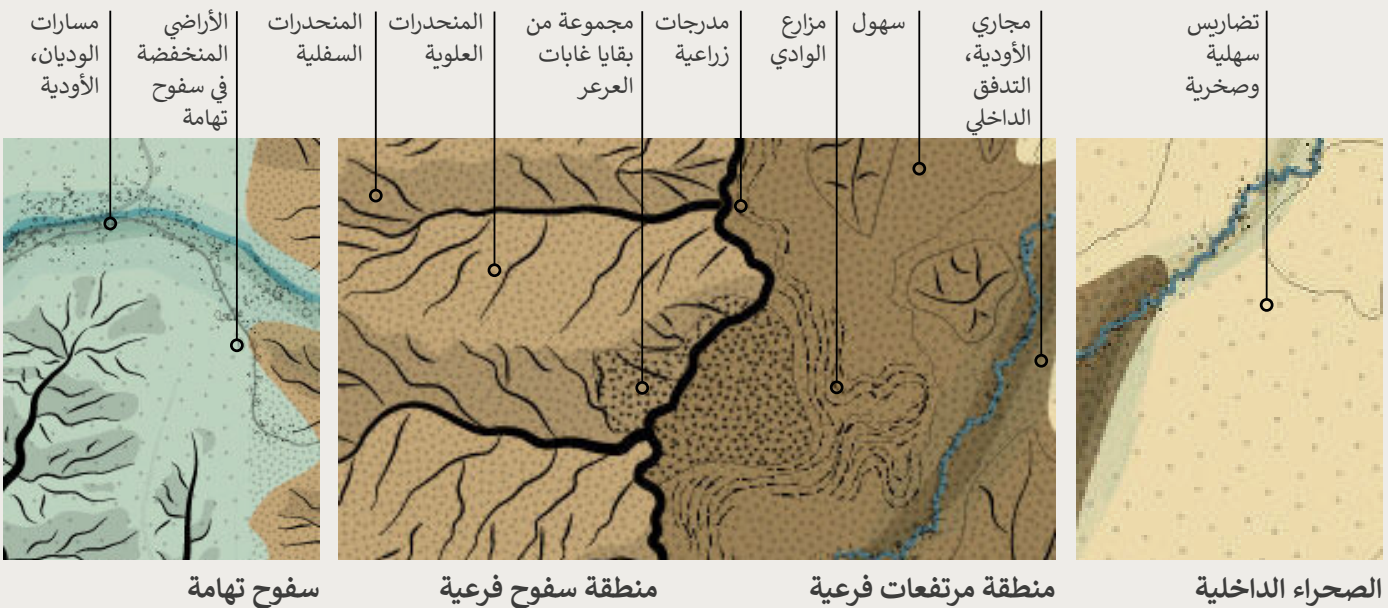 تضاريس
سهلية
وصخرية
مجاري
الأودية،
التدفق
الداخلي
سهول
مزارع
الوادي
مدرجات
زراعية
مجموعة من
بقايا غابات
العرعر
المنحدرات
العلوية
المنحدرات
السفلية
الأراضي
المنخفضة
في سفوح
تهامة
مسارات
الوديان،
الأودية
الصحراء الداخلية
منطقة مرتفعات فرعية
منطقة سفوح فرعية
سفوح تهامة